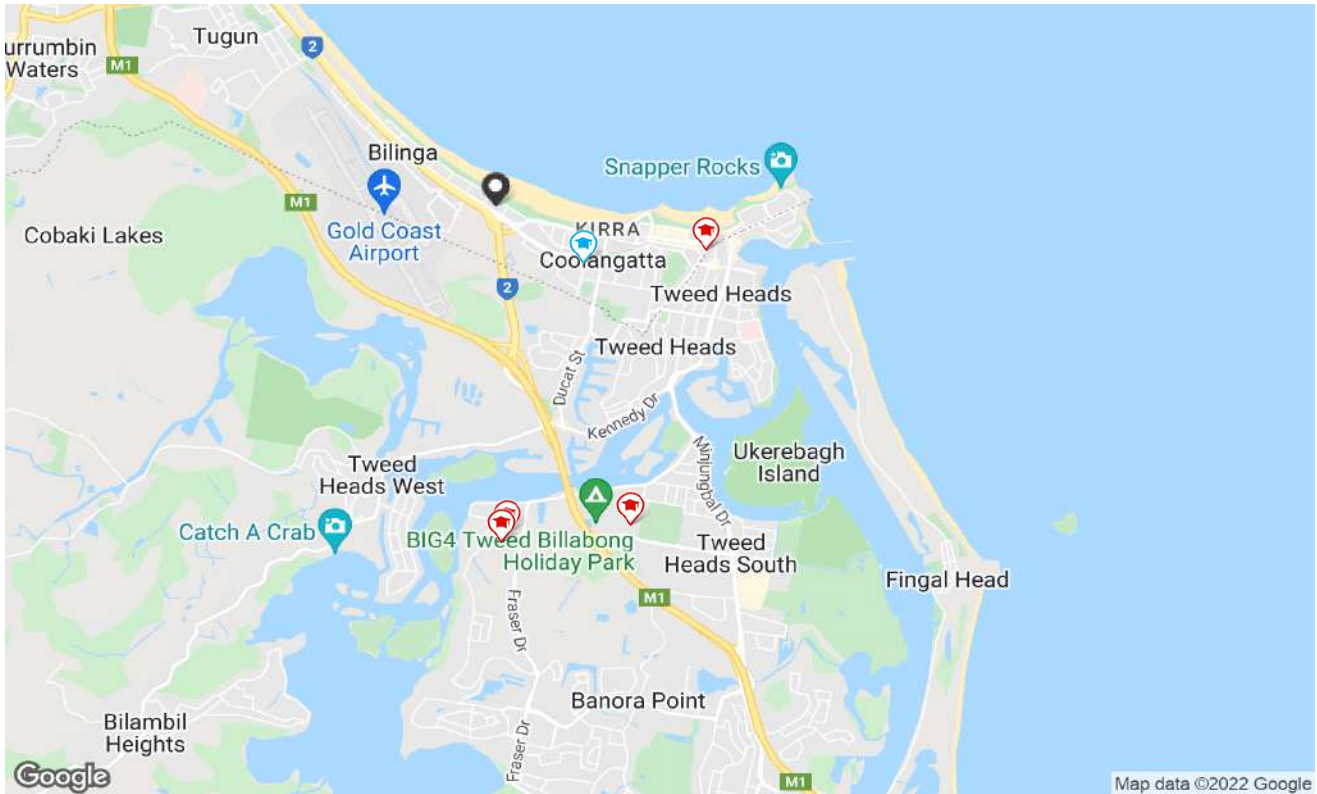 Tugun
2
urrumbin
Waters
M1
Bilinga
Snapper Rocks
M1
Cobaki Lakes
Gold Coast
Airport
KIRRA
Coolangatta
2
Tweed Heads
Tweed Heads
Ducat St
Kennedy Dr
Minjungbal Dr
Ukerebagh
Island
Tweed
Heads West
Catch A Crab
BIG4 Tweed Billabong
Holiday Park
Tweed
Heads South
Fingal Head
M1
Fraser Dr
Banora Point
Bilambil
Heights
Fraser Dr
M1
Google
Map data ©2022 Google